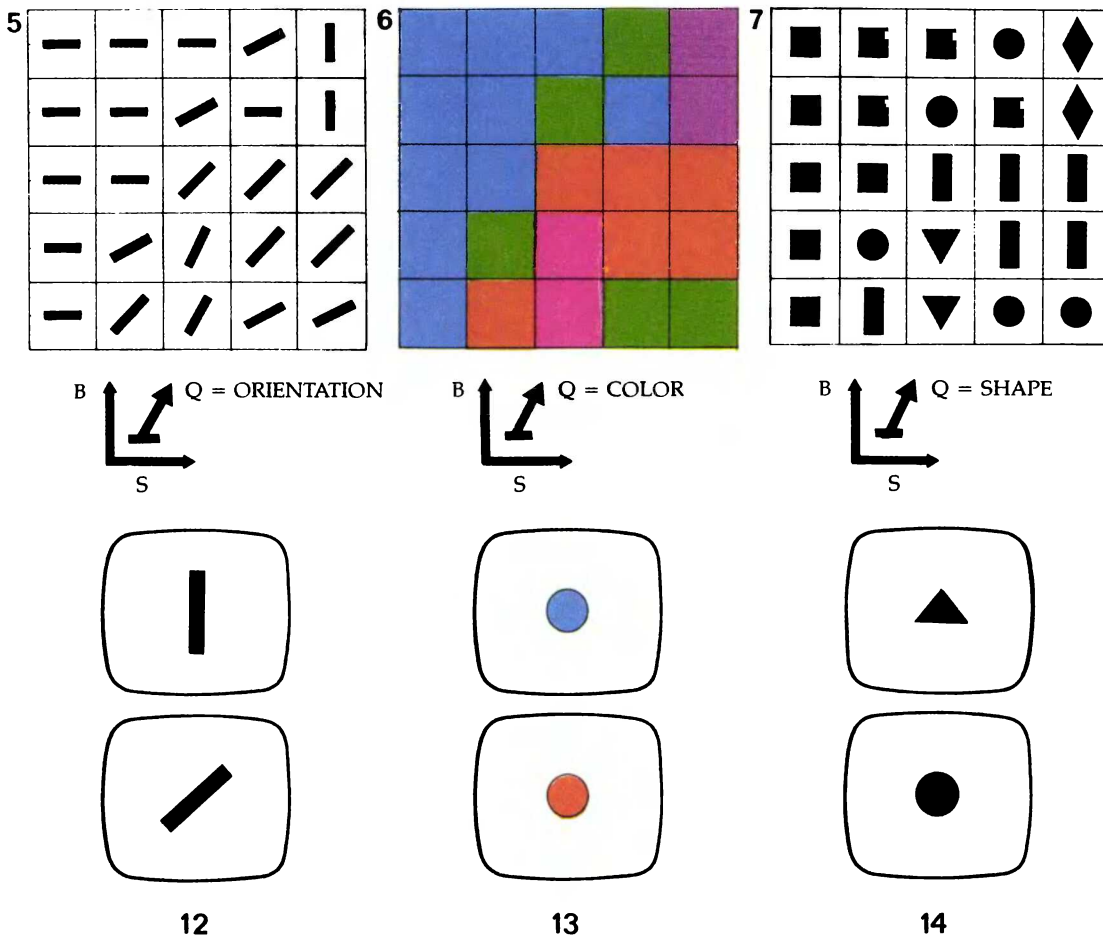 5 6 7
B Q = ORIENTATION B Q = COLOR B Q = SHAPE
S S S
12 13 14